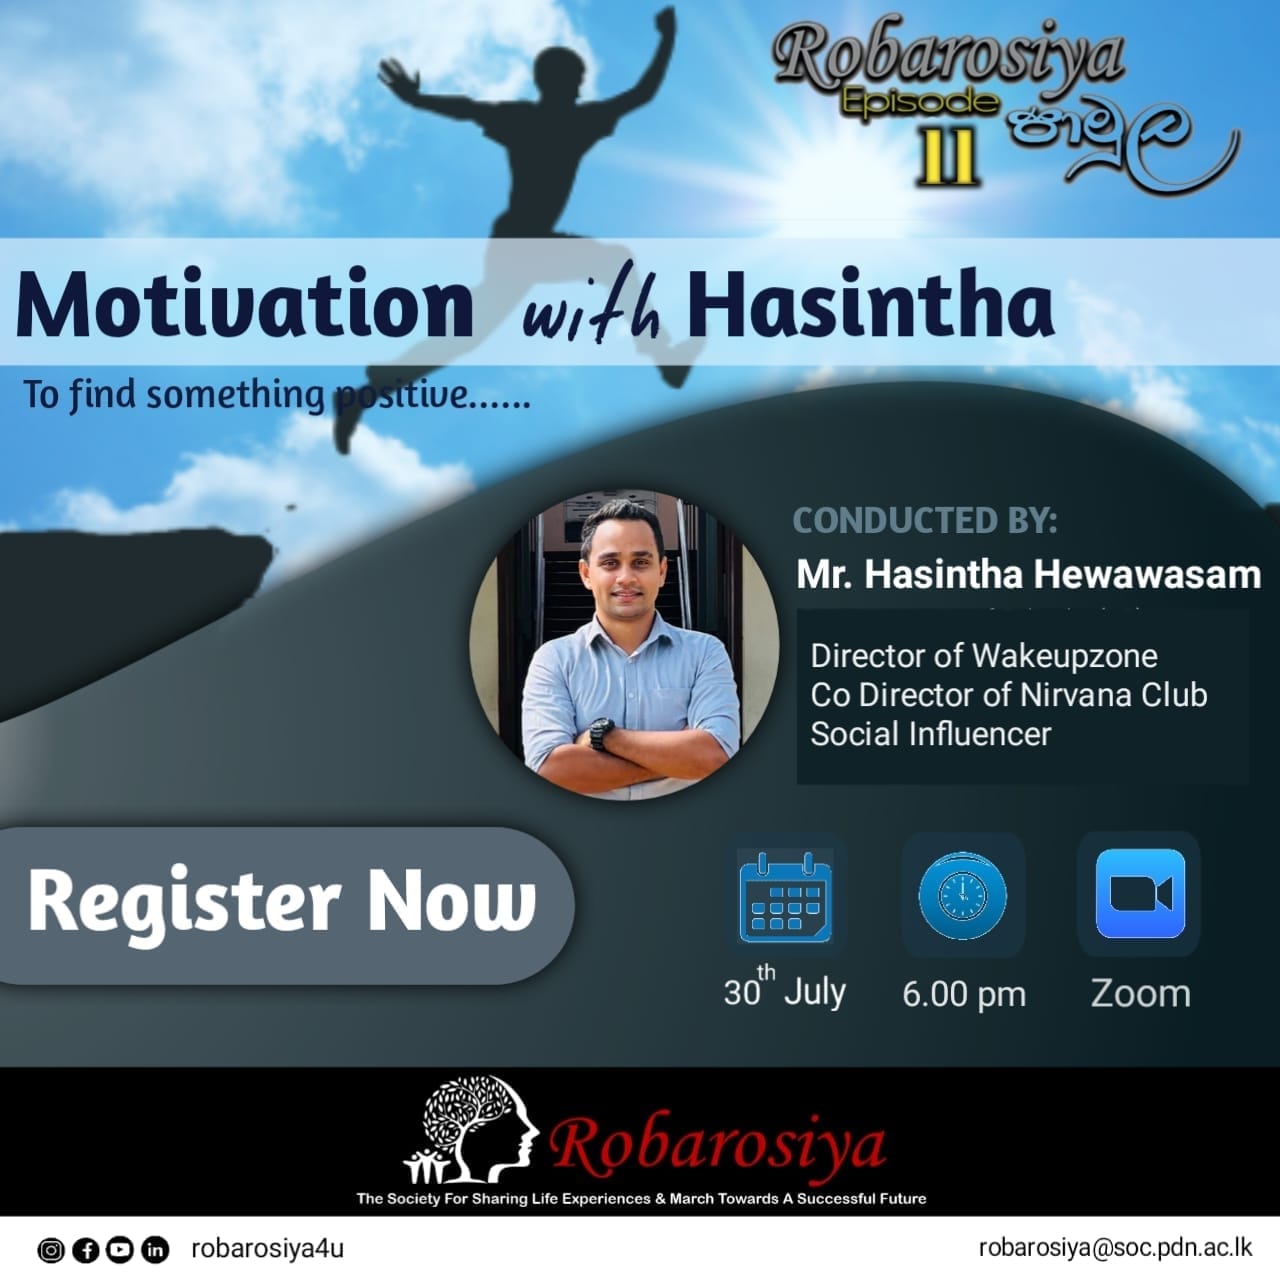 Robarosiya
Episode
11
පාමුල
Motivation with Hasintha
To find something positive......
CONDUCTED BY:
Mr. Hasintha Hewawasam
Director of Wakeupzone
Co Director of Nirvana Club
Social Influencer
Register Now
30th July
6.00 pm
Zoom
Robarosiya
The Society For Sharing Life Experiences & March Towards A Successful Future
robarosiya4u
robarosiya@soc.pdn.ac.lk